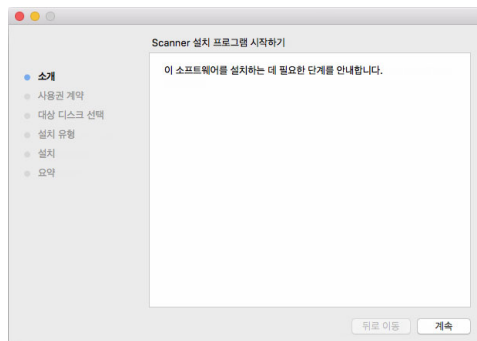 Scanner 설치 프로그램 시작하기
이 소프트웨어를 설치하는 데 필요한 단계를 안내합니다.
소개
사용권 계약
대상 디스크 선택
설치 유형
설치
요약
뒤로 이동
계속